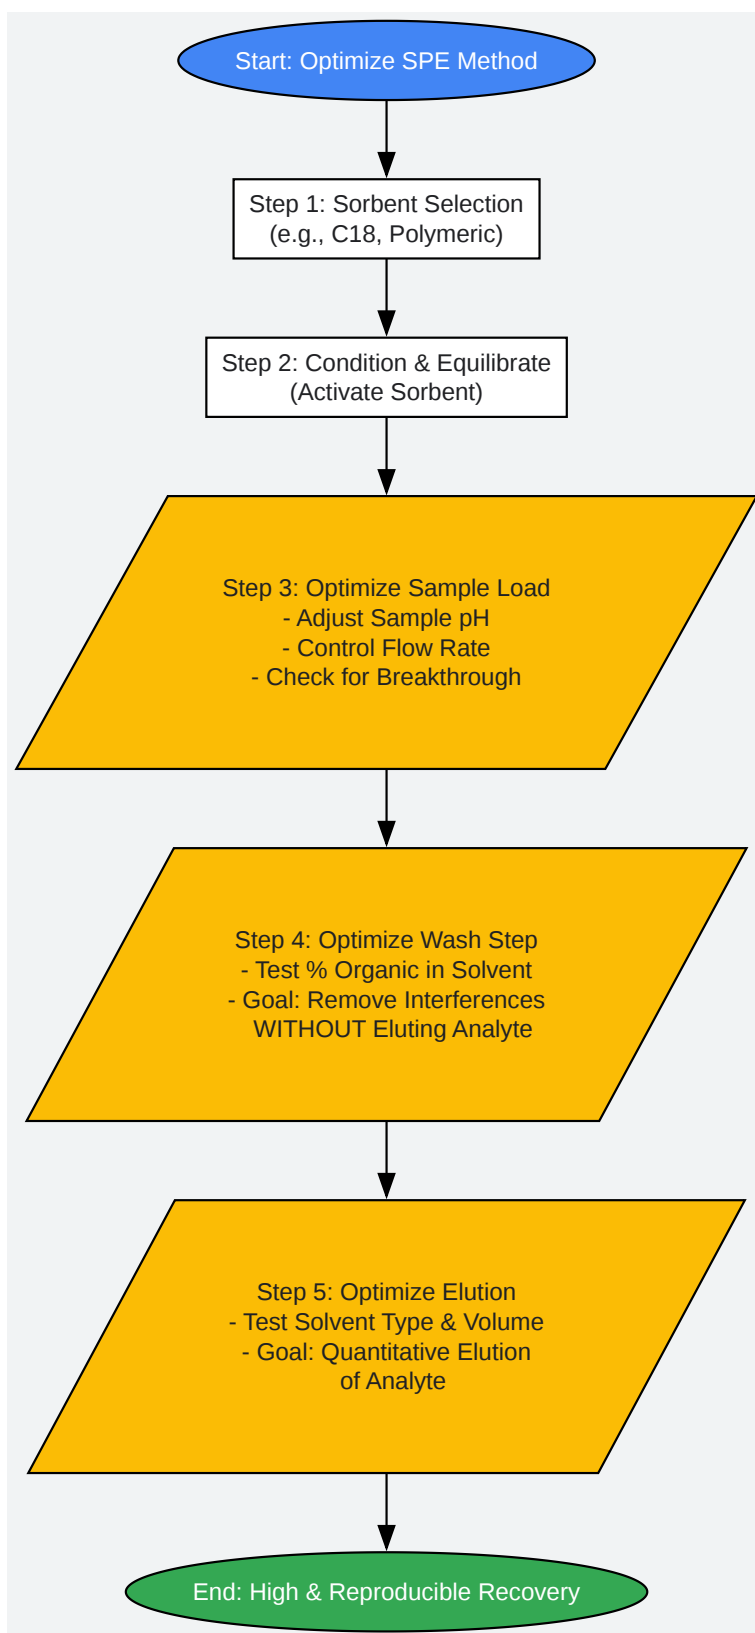 Start: Optimize SPE Method
Step 1: Sorbent Selection
(e.g., C18, Polymeric)
Step 2: Condition & Equilibrate
(Activate Sorbent)
Step 3: Optimize Sample Load
- Adjust Sample pH
- Control Flow Rate
- Check for Breakthrough
Step 4: Optimize Wash Step
- Test % Organic in Solvent
- Goal: Remove Interferences
WITHOUT Eluting Analyte
Step 5: Optimize Elution
- Test Solvent Type & Volume
- Goal: Quantitative Elution
of Analyte
End: High & Reproducible Recovery